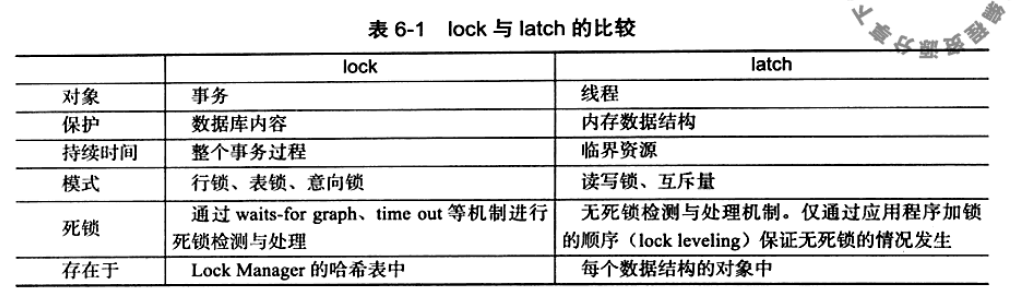 表 6-1 lock 与 latch 的比较
lock latch
对象 事务 线程
保护 数据库内容 内存数据结构
持续时间 整个事务过程 临界资源
模式 行锁、表锁、意向锁 读写锁、互斥量
死锁 通过 waits-for graph、time out 等机制进行 无死锁检测与处理机制。仅通过应用程序加锁
死锁检测与处理 的顺序（lock leveling）保证无死锁的情况发生
存在于 Lock Manager 的哈希表中 每个数据结构的对象中